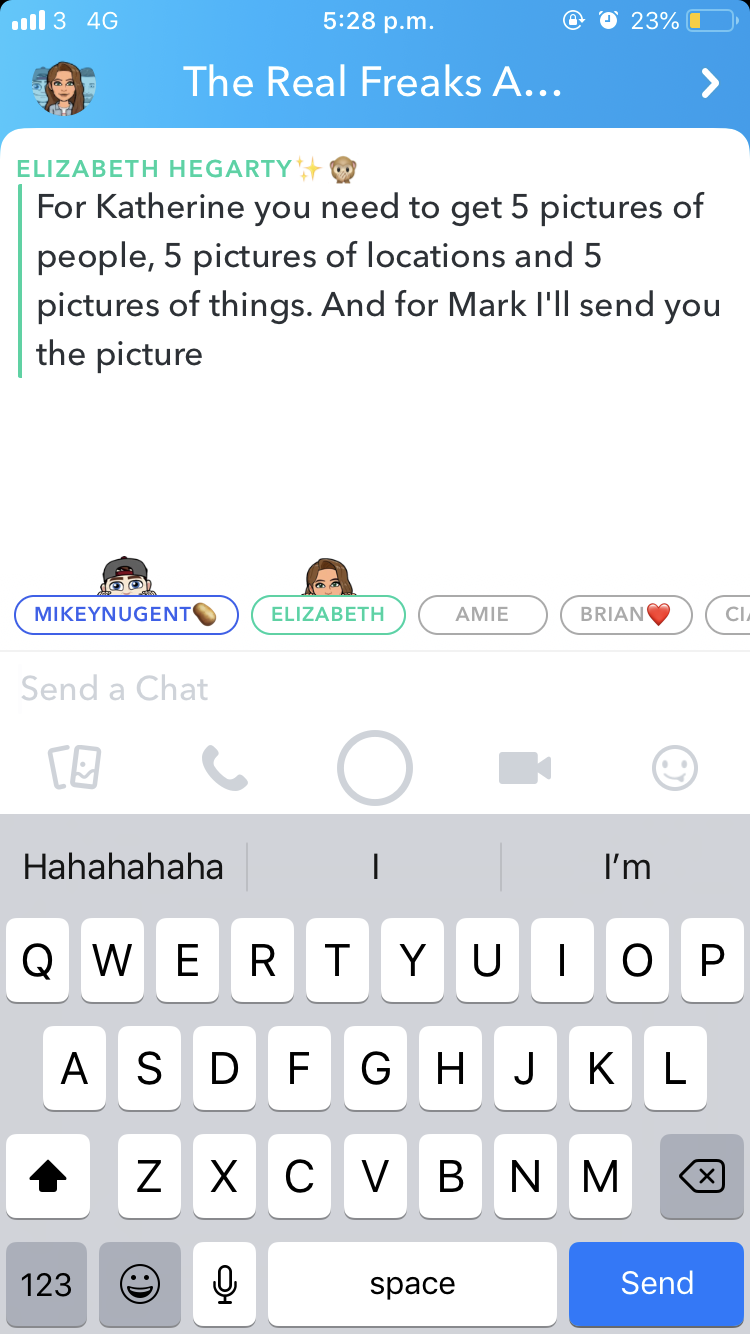 3 4G 5:28 p.m. 23%
The Real Freaks A...
ELIZABETH HEGARTY✨🙊
For Katherine you need to get 5 pictures of
people, 5 pictures of locations and 5
pictures of things. And for Mark I'll send you
the picture
MIKEYNUGENT🥔 ELIZABETH AMIE BRIAN❤️ CIA
Send a Chat
Hahahahaha I I’m
Q W E R T Y U I O P
A S D F G H J K L
Z X C V B N M
123 space Send